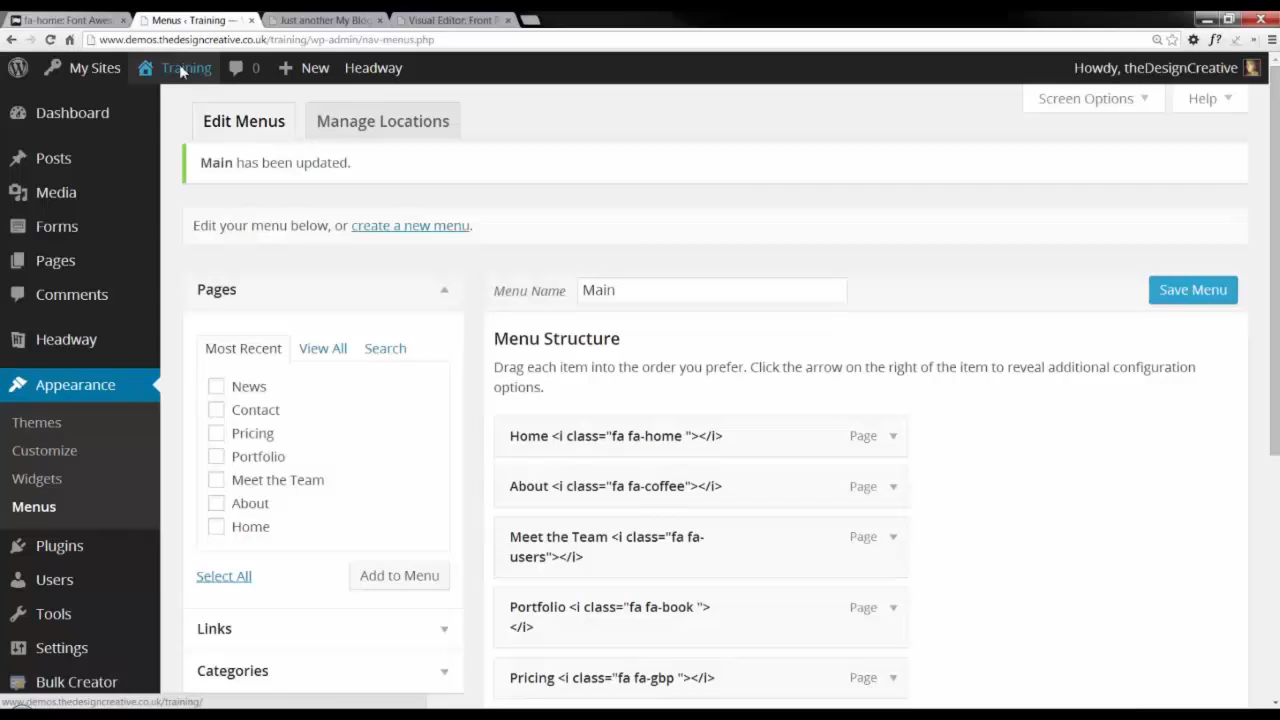 fa-home: Font Awes
Menus ‹ Training —
Just another My Blog
Visual Editor: Front P
www.demos.thedesigncreative.co.uk/training/wp-admin/nav-menus.php
f?
»
My Sites
Training
0
New
Headway
Howdy, theDesignCreative
Dashboard
Posts
Media
Forms
Pages
Comments
Headway
Appearance
Themes
Customize
Widgets
Menus
Plugins
Users
Tools
Settings
Bulk Creator
Screen Options
Help
Edit Menus
Manage Locations
Main has been updated.
Edit your menu below, or create a new menu.
Pages
Most Recent
View All
Search
News
Contact
Pricing
Portfolio
Meet the Team
About
Home
Select All
Add to Menu
Links
Categories
Menu Name
Main
Save Menu
Menu Structure
Drag each item into the order you prefer. Click the arrow on the right of the item to reveal additional configuration
options.
Home <i class="fa fa-home "></i>
Page
About <i class="fa fa-coffee"></i>
Page
Meet the Team <i class="fa fa-
users"></i>
Page
Portfolio <i class="fa fa-book ">
</i>
Page
Pricing <i class="fa fa-gbp "></i>
Page
www.demos.thedesigncreative.co.uk/training/